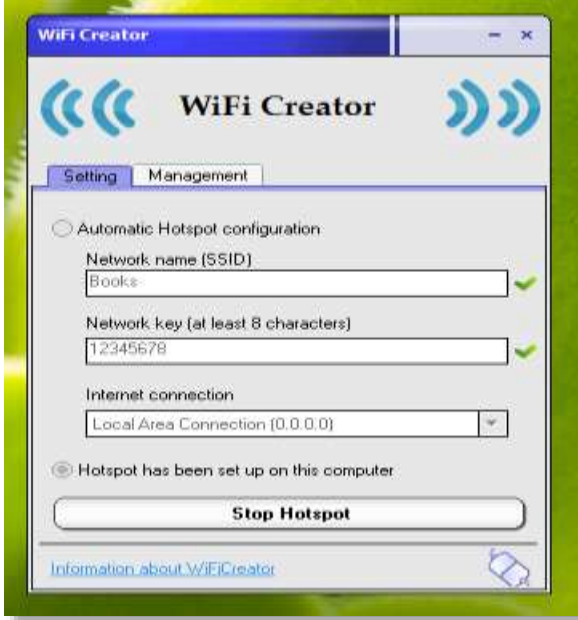 WiFi Creator
WiFi Creator
Setting Management
Automatic Hotspot configuration
Network name (SSID)
Books
Network key (at least 8 characters)
12345678
Internet connection
Local Area Connection (0.0.0.0)
Hotspot has been set up on this computer
Stop Hotspot
Information about WiFiCreator